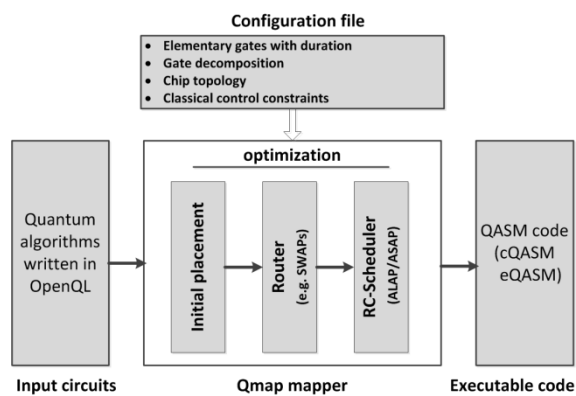 Configuration file
• Elementary gates with duration
• Gate decomposition
• Chip topology
• Classical control constraints
optimization
Quantum
algorithms
written in
OpenQL
Initial placement
Router
(e.g. SWAPs)
RC-Scheduler
(ALAP/ASAP)
QASM code
(cQASM
eQASM)
Input circuits
Qmap mapper
Executable code